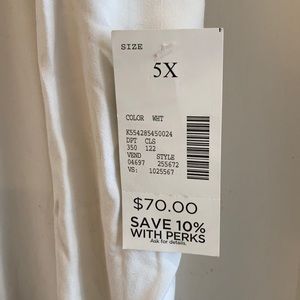 SIZE
5X
COLOR WHT
K554285450024
DPT CLS
350 122
VEND STYLE
04697 255672
VS: 1025567
$70.00
SAVE 10%
WITH PERKS
Ask for details.